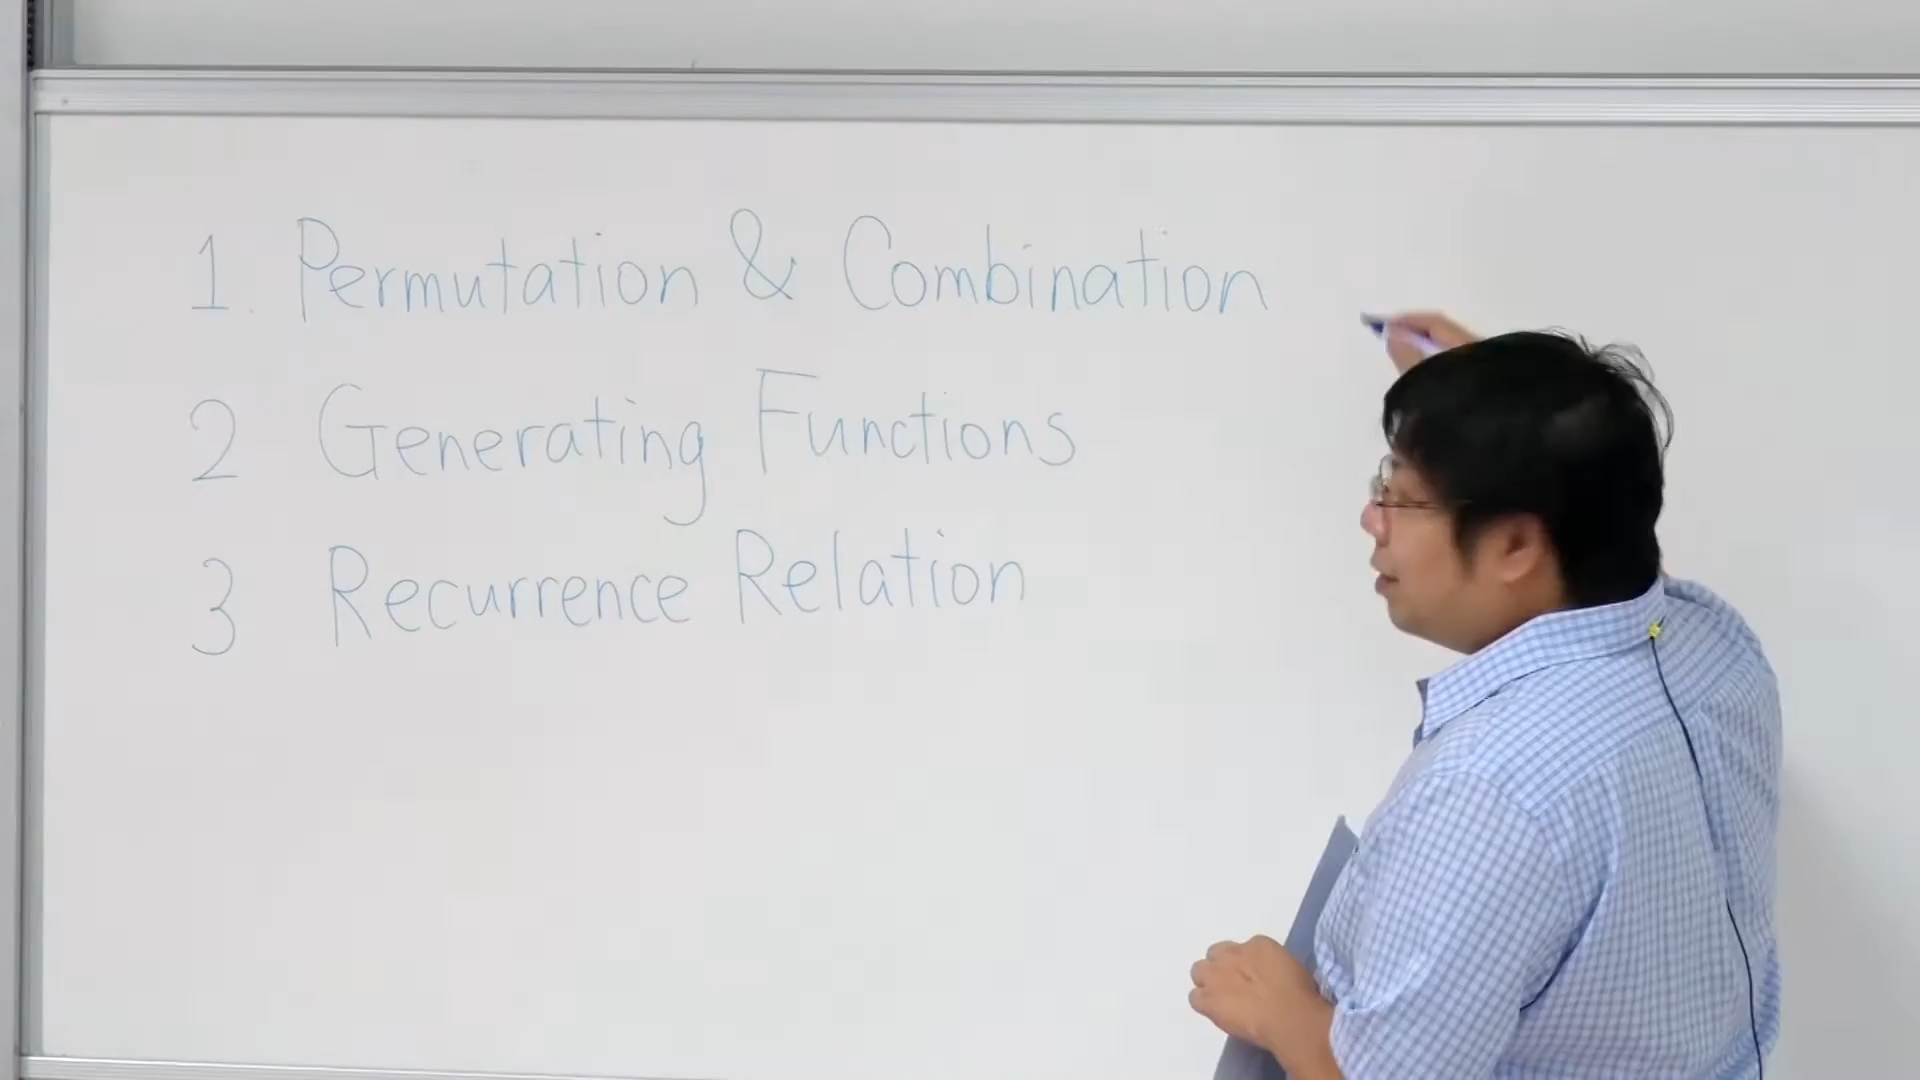 1. Permutation & Combination
2 Generating Functions
3 Recurrence Relation